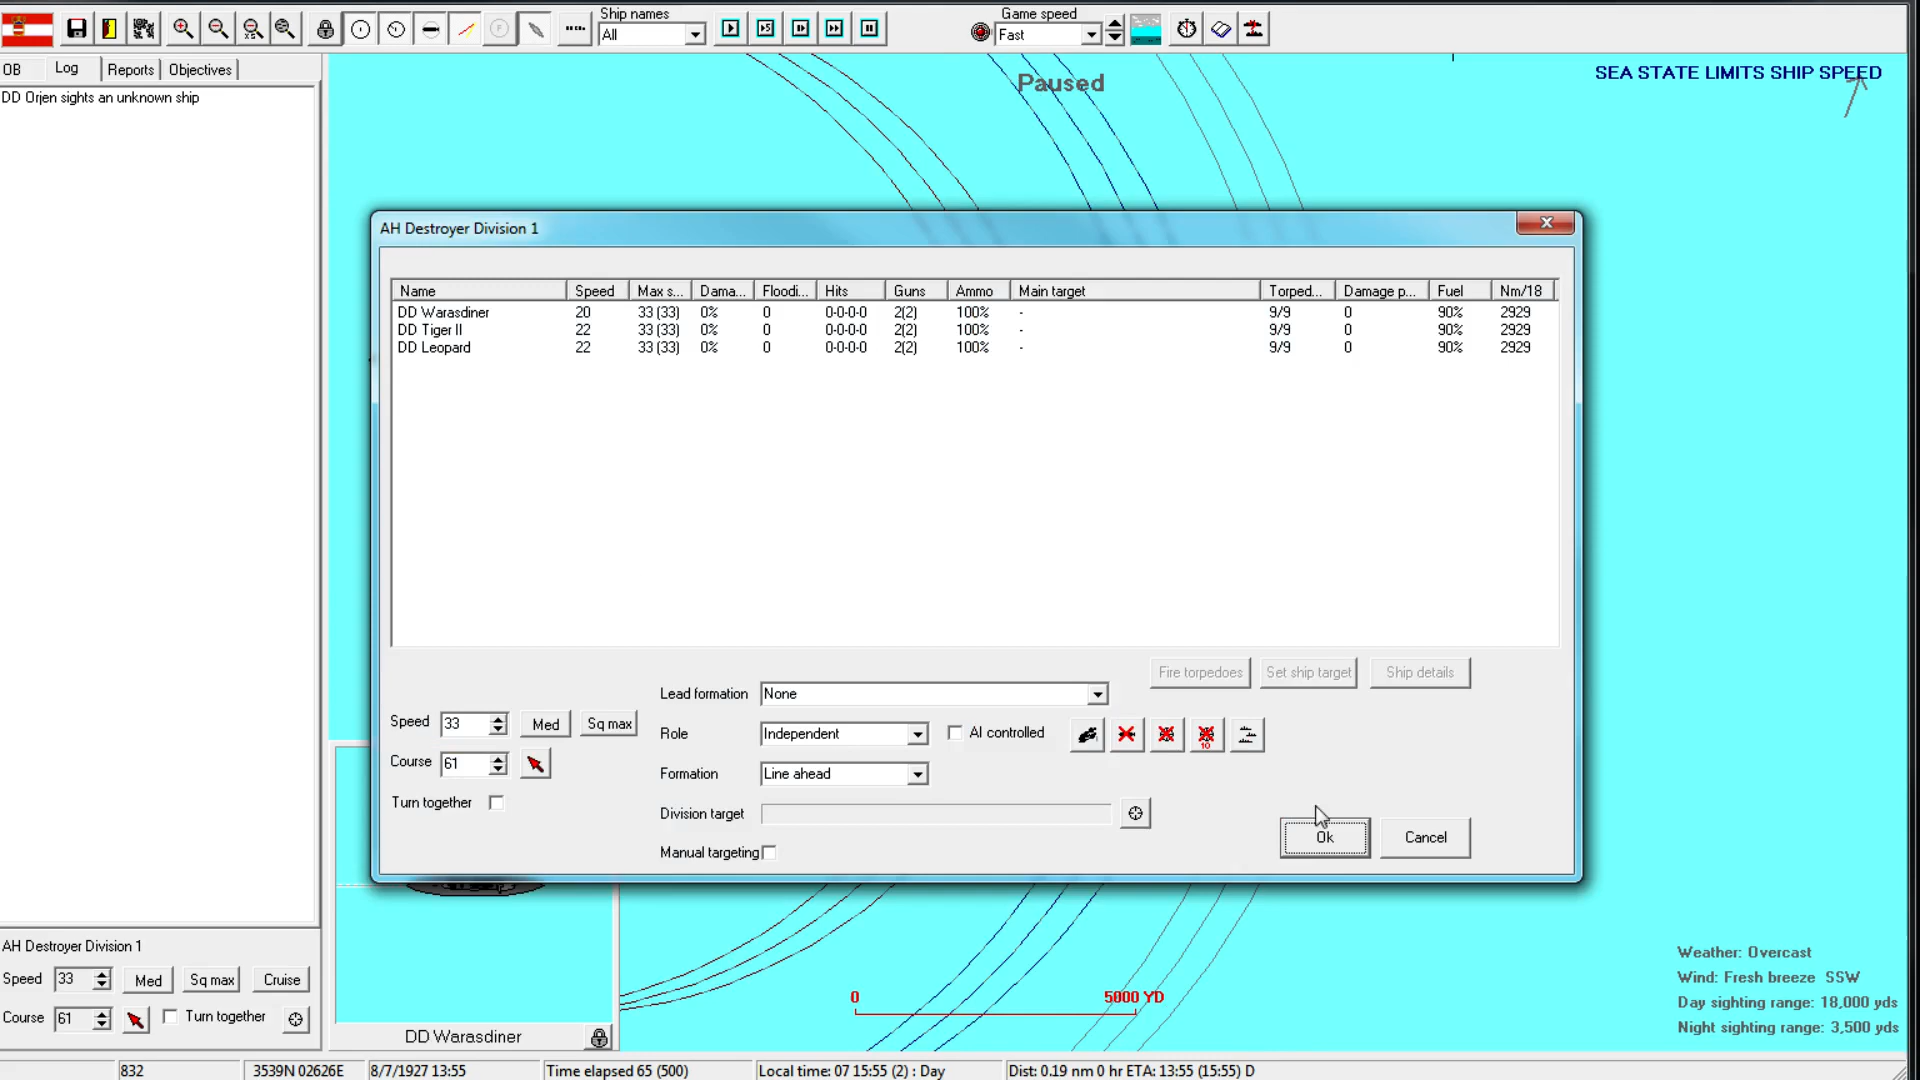 Ship names
All
Game speed
Fast
OB
Log
Reports
Objectives
DD Orjen sights an unknown ship
Paused
SEA STATE LIMITS SHIP SPEED
AH Destroyer Division 1
Name Speed Max s... Dama... Floodi... Hits Guns Ammo Main target Torped... Damage p... Fuel Nm/18
DD Warasdiner 20 33 (33) 0% 0 0-0-0-0 2(2) 100% - 9/9 0 90% 2929
DD Tiger II 22 33 (33) 0% 0 0-0-0-0 2(2) 100% - 9/9 0 90% 2929
DD Leopard 22 33 (33) 0% 0 0-0-0-0 2(2) 100% - 9/9 0 90% 2929
Fire torpedoes Set ship target Ship details
Lead formation None
Speed 33 Med Sq max
Role Independent AI controlled
10
Course 61
Formation Line ahead
Turn together
Division target
Ok Cancel
Manual targeting
AH Destroyer Division 1
Speed 33 Med Sq max Cruise
Course 61 Turn together
DD Warasdiner
0 5000 YD
Weather: Overcast
Wind: Fresh breeze SSW
Day sighting range: 18,000 yds
Night sighting range: 3,500 yds
832 3539N 02626E 8/7/1927 13:55 Time elapsed 65 (500) Local time: 07 15:55 (2) : Day Dist: 0.19 nm 0 hr ETA: 13:55 (15:55) D